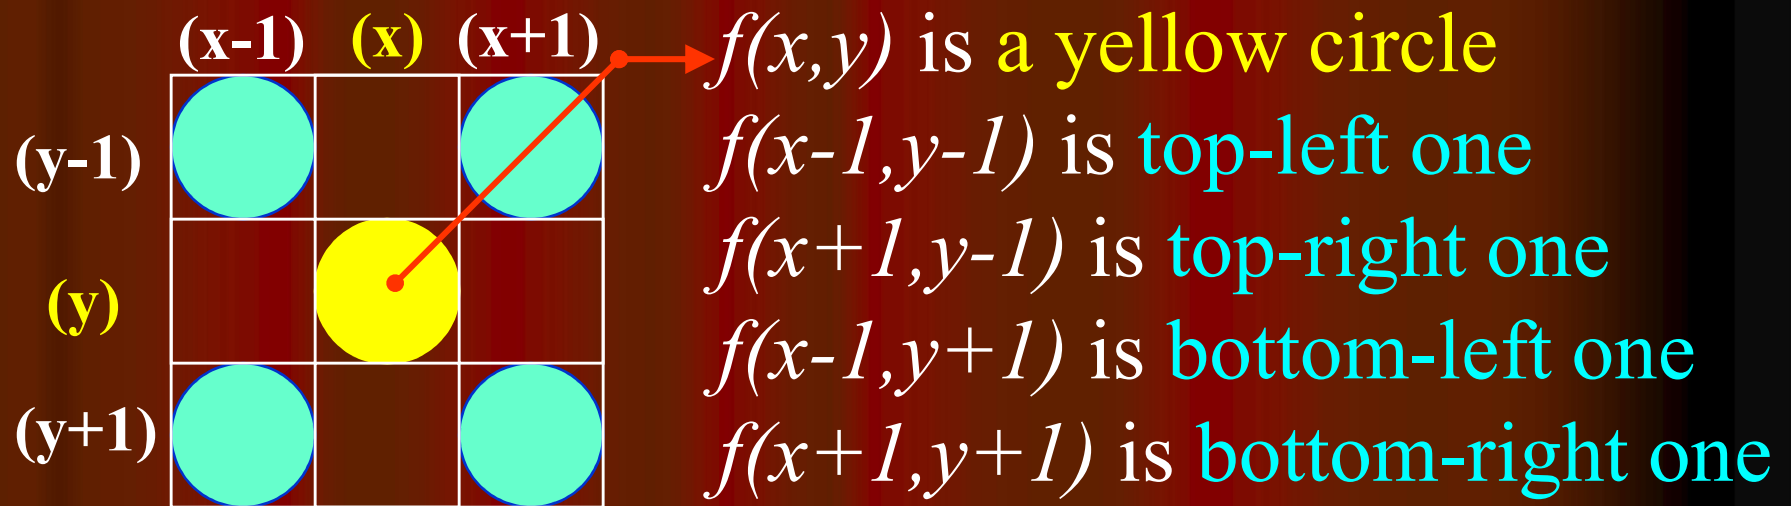 (x-1) (x) (x+1)
(y-1)
(y)
(y+1)
f(x,y) is a yellow circle
f(x-1,y-1) is top-left one
f(x+1,y-1) is top-right one
f(x-1,y+1) is bottom-left one
f(x+1,y+1) is bottom-right one